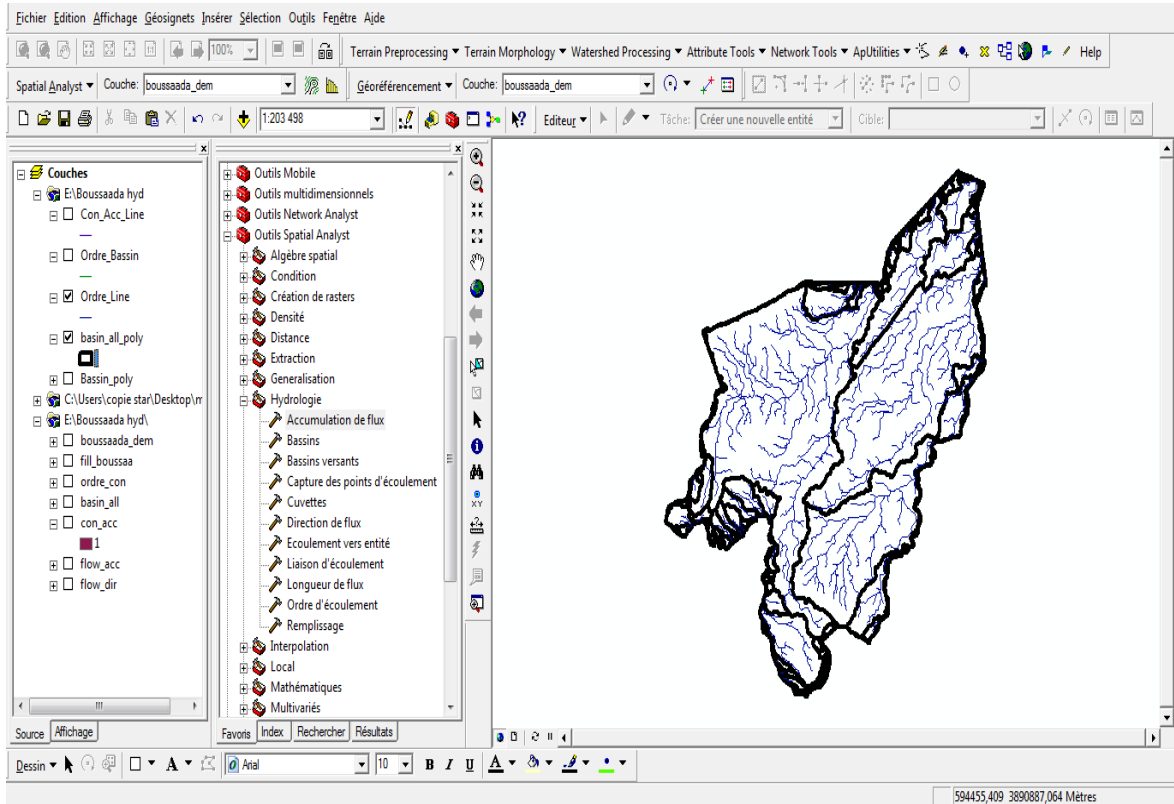 Fichier Edition Affichage Géosignets Insérer Sélection Outils Fenêtre Aide
100% Terrain Preprocessing Terrain Morphology Watershed Processing Attribute Tools Network Tools ApUtilities Help
Spatial Analyst Couche: boussaada_dem Géoréférencement Couche: boussaada_dem
1:203 498 Editeur Tâche: Créer une nouvelle entité Cible:
Couches
E:\Boussaada hyd
Con_Acc_Line
Ordre_Bassin
Ordre_Line
basin_all_poly
Bassin_poly
C:\Users\copie star\Desktop\m
E:\Boussaada hyd\
boussaada_dem
fill_boussaa
ordre_con
basin_all
con_acc
1
flow_acc
flow_dir
Source Affichage
Outils Mobile
Outils multidimensionnels
Outils Network Analyst
Outils Spatial Analyst
Algèbre spatial
Condition
Création de rasters
Densité
Distance
Extraction
Generalisation
Hydrologie
Accumulation de flux
Bassins
Bassins versants
Capture des points d'écoulement
Cuvettes
Direction de flux
Ecoulement vers entité
Liaison d'écoulement
Longueur de flux
Ordre d'écoulement
Remplissage
Interpolation
Local
Mathématiques
Multivariés
Favoris Index Rechercher Résultats
XY
Dessin A Arial 10 B I U A
594455,409 3890887,064 Mètres